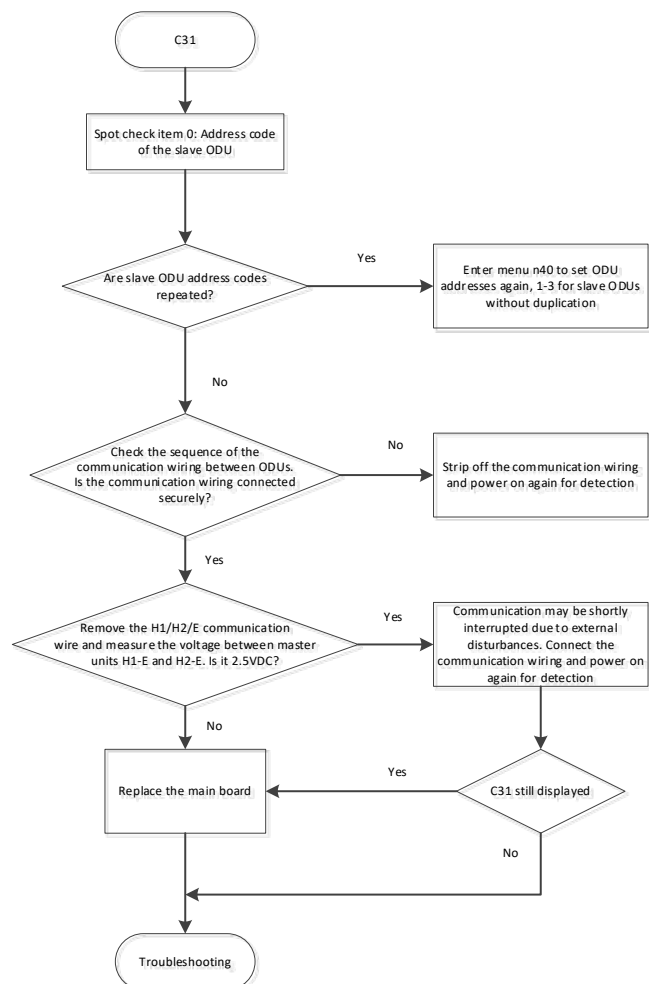 C31
Spot check item 0: Address code
of the slave ODU
Are slave ODU address codes
repeated?
Yes
Enter menu n40 to set ODU
addresses again, 1-3 for slave ODUs
without duplication
No
Check the sequence of the
communication wiring between ODUs.
Is the communication wiring connected
securely?
No
Strip off the communication wiring
and power on again for detection
Yes
Remove the H1/H2/E communication
wire and measure the voltage between master
units H1-E and H2-E. Is it 2.5VDC?
Yes
Communication may be shortly
interrupted due to external
disturbances. Connect the
communication wiring and power on
again for detection
No
Replace the main board
Yes
C31 still displayed
No
Troubleshooting